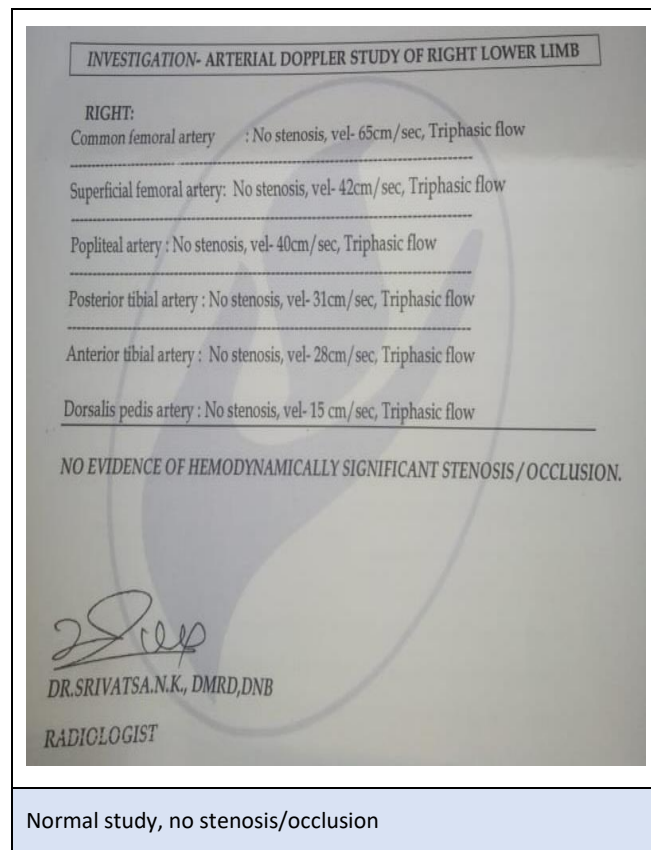 INVESTIGATION- ARTERIAL DOPPLER STUDY OF RIGHT LOWER LIMB
RIGHT:
Common femoral artery : No stenosis, vel- 65cm/sec, Triphasic flow
Superficial femoral artery: No stenosis, vel- 42cm/sec, Triphasic flow
Popliteal artery : No stenosis, vel- 40cm/sec, Triphasic flow
Posterior tibial artery : No stenosis, vel- 31cm/sec, Triphasic flow
Anterior tibial artery : No stenosis, vel- 28cm/sec, Triphasic flow
Dorsalis pedis artery : No stenosis, vel- 15 cm/sec, Triphasic flow
NO EVIDENCE OF HEMODYNAMICALLY SIGNIFICANT STENOSIS / OCCLUSION.
DR.SRIVATSA.N.K., DMRD,DNB
RADIOLOGIST
Normal study, no stenosis/occlusion